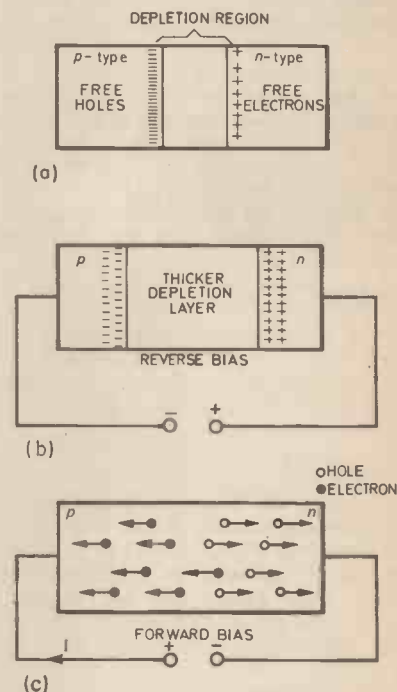 DEPLETION REGION
p-type
n-type
FREE
HOLES
FREE
ELECTRONS
(a)
p
n
THICKER
DEPLETION
LAYER
REVERSE BIAS
- +
(b)
HOLE
ELECTRON
p
n
FORWARD BIAS
I
+ -
(c)